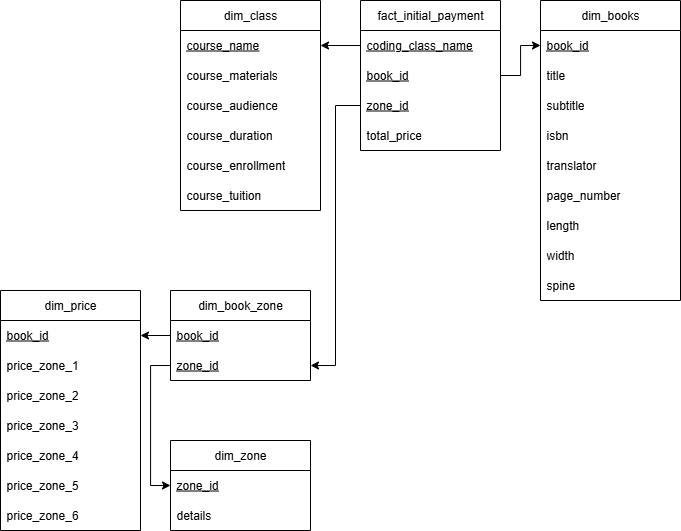 dim_class
course_name
course_materials
course_audience
course_duration
course_enrollment
course_tuition
fact_initial_payment
coding_class_name
book_id
zone_id
total_price
dim_books
book_id
title
subtitle
isbn
translator
page_number
length
width
spine
dim_price
book_id
price_zone_1
price_zone_2
price_zone_3
price_zone_4
price_zone_5
price_zone_6
dim_book_zone
book_id
zone_id
dim_zone
zone_id
details